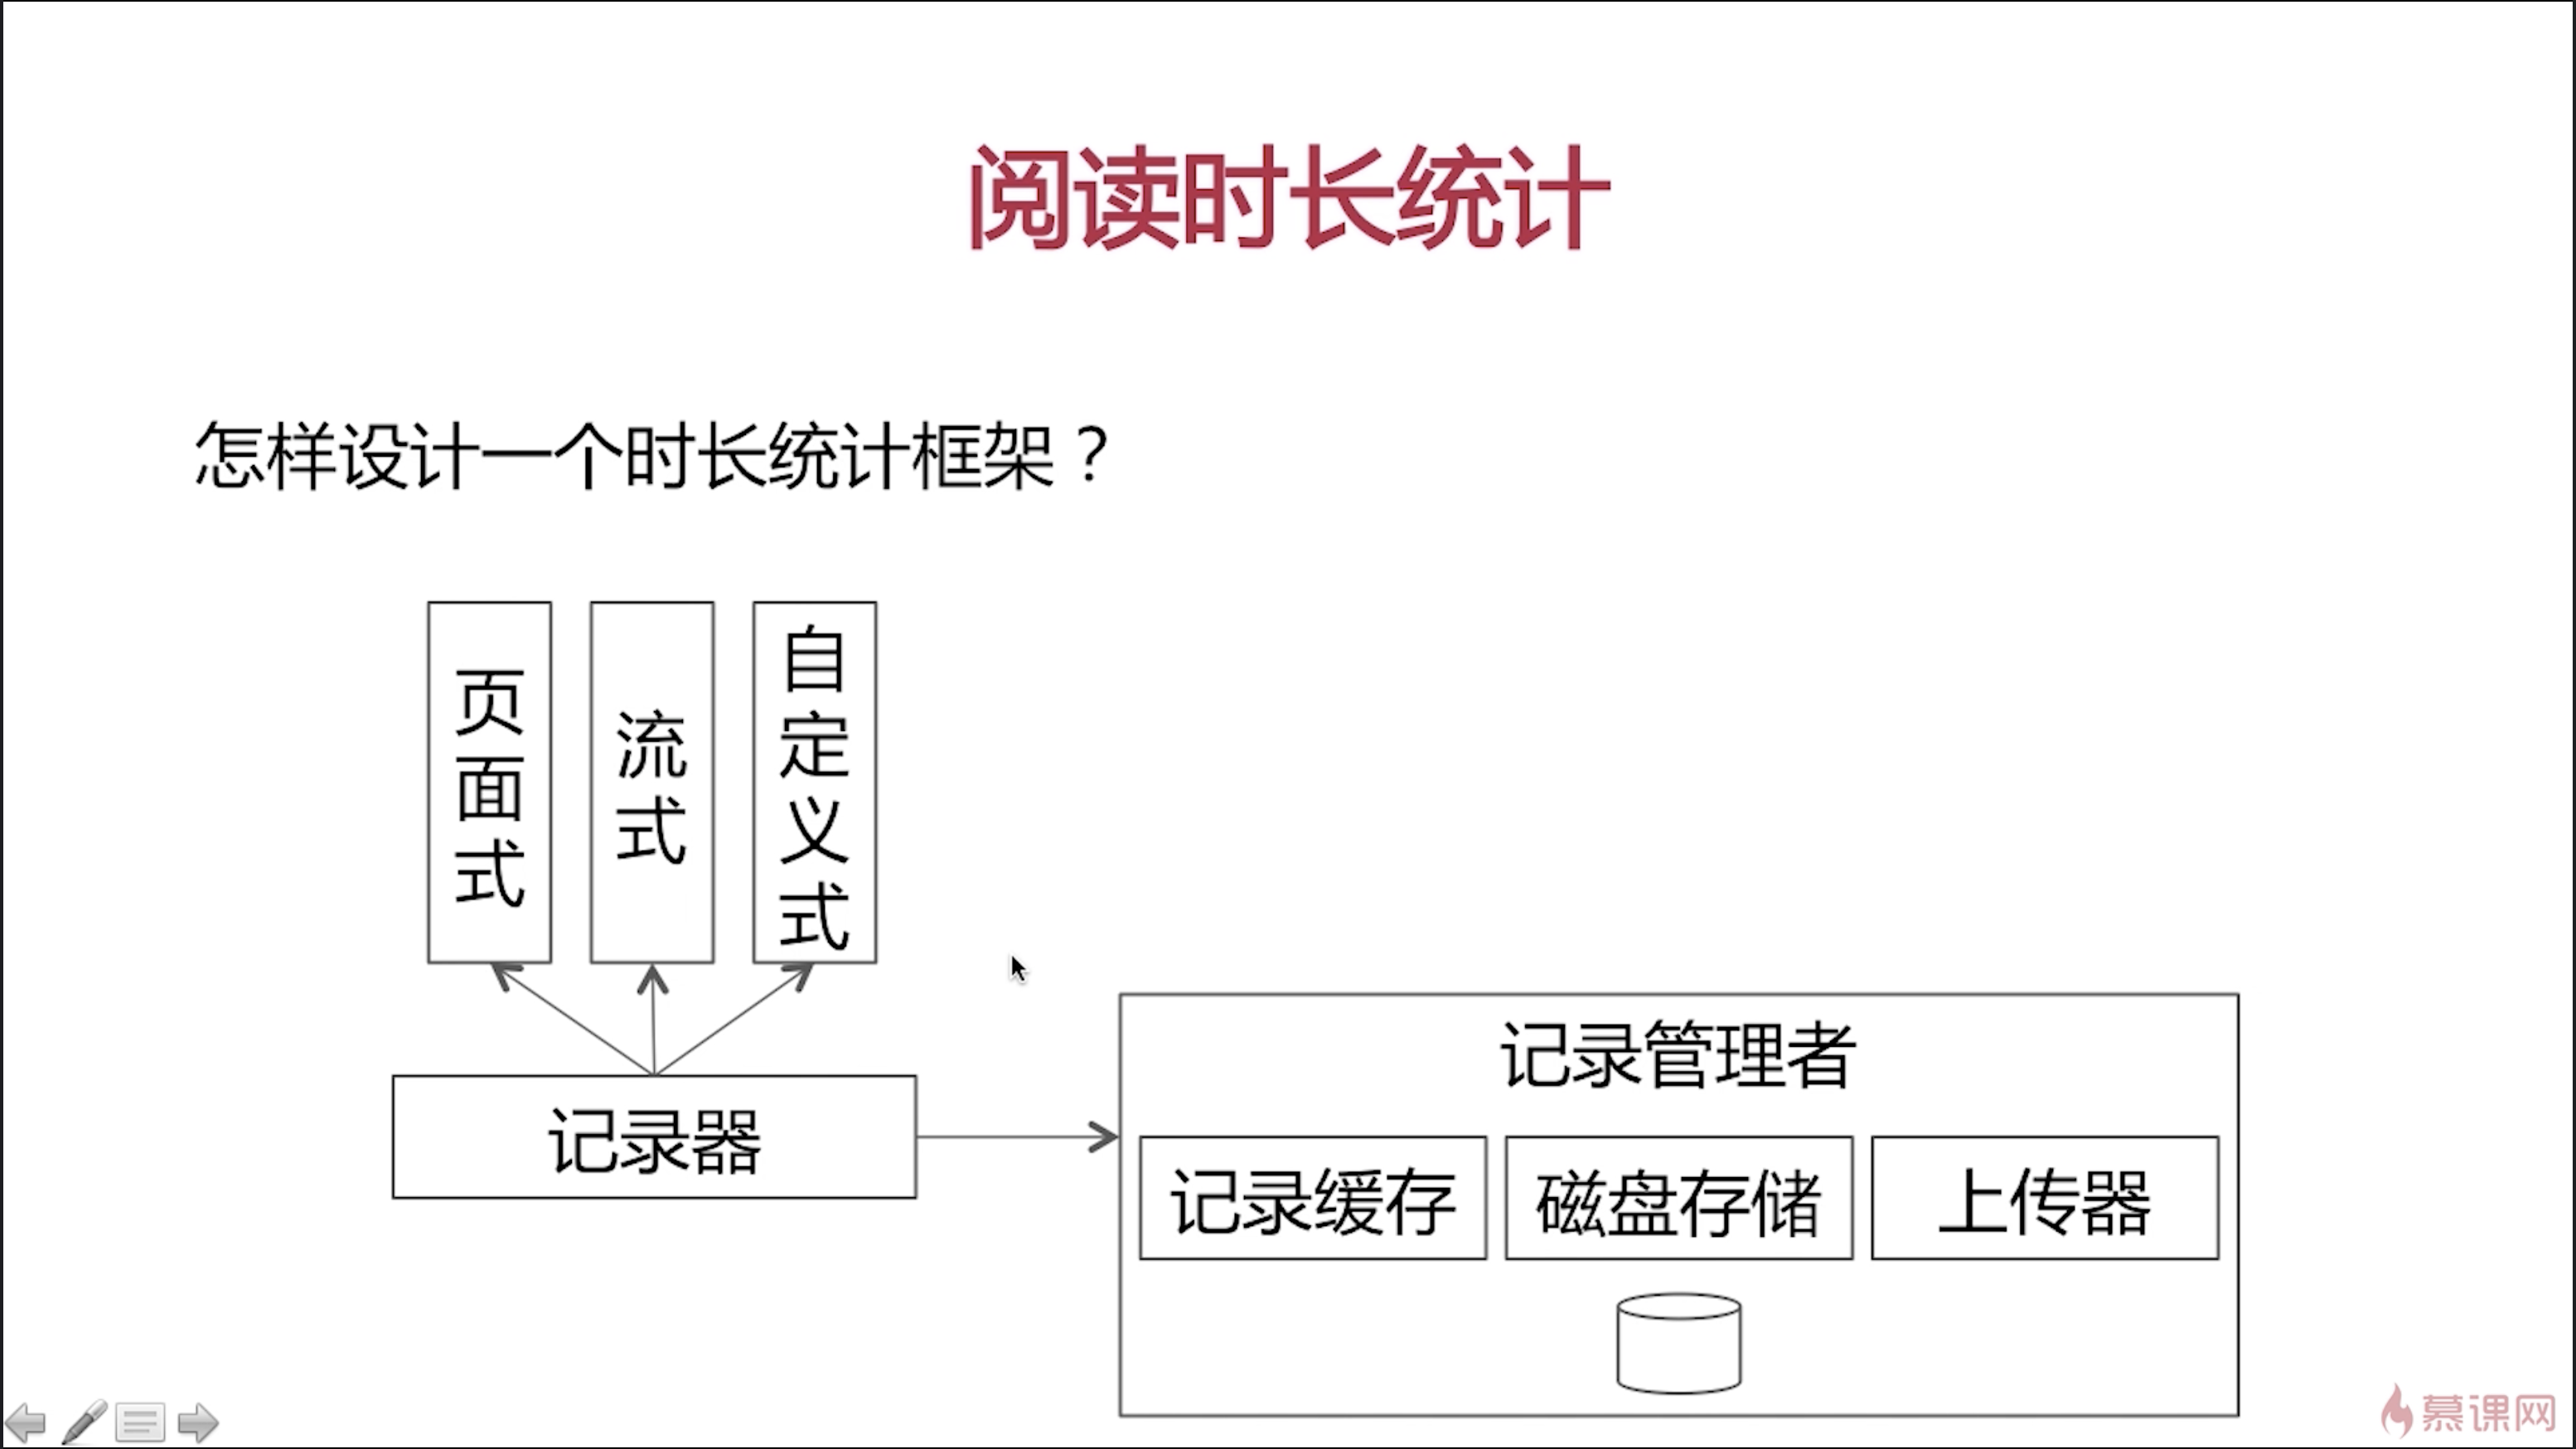 阅读时长统计
怎样设计一个时长统计框架？
页面式
流式
自定义式
记录器
记录管理者
记录缓存
磁盘存储
上传器
慕课网